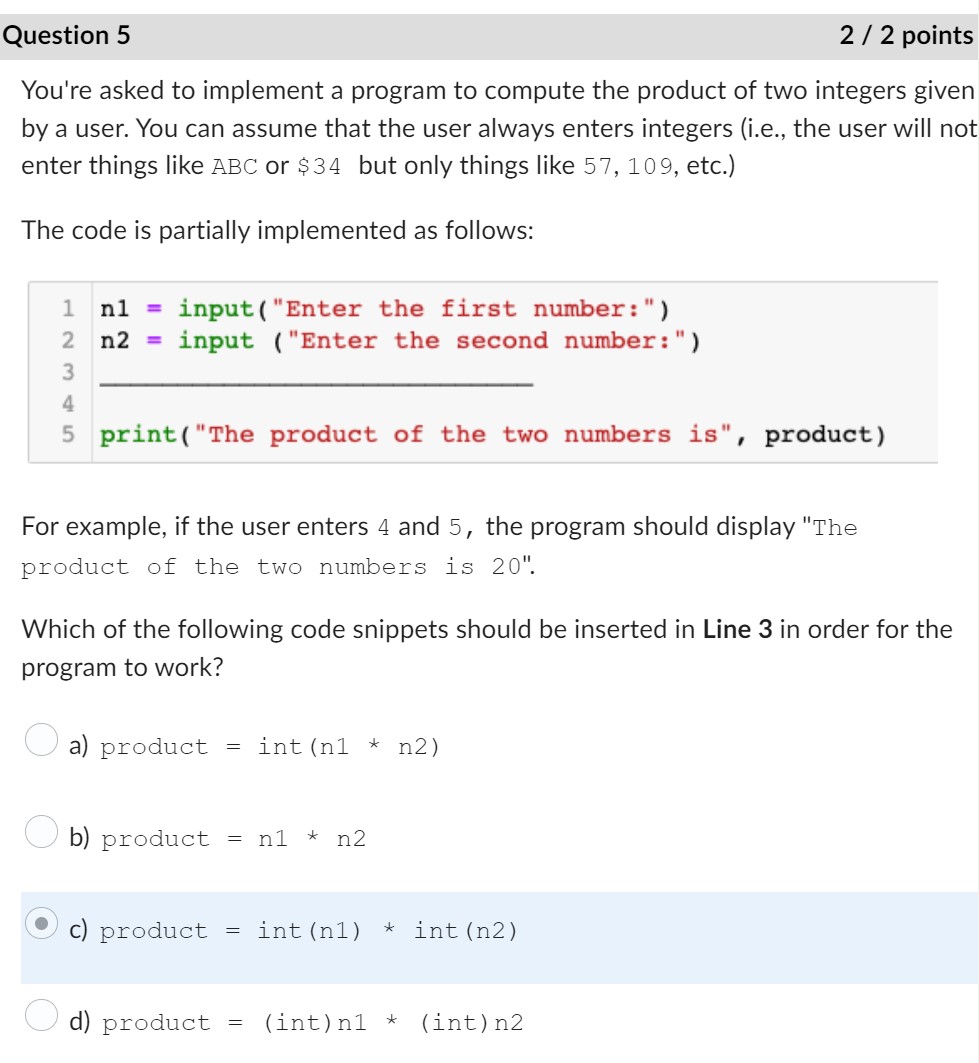 Question 5 2 / 2 points
You're asked to implement a program to compute the product of two integers given
by a user. You can assume that the user always enters integers (i.e., the user will not
enter things like ABC or $34 but only things like 57, 109, etc.)
The code is partially implemented as follows:
1 n1 = input("Enter the first number:")
2 n2 = input ("Enter the second number:")
3 ____________________________
4
5 print("The product of the two numbers is", product)
For example, if the user enters 4 and 5, the program should display "The
product of the two numbers is 20".
Which of the following code snippets should be inserted in Line 3 in order for the
program to work?
a) product = int(n1 * n2)
b) product = n1 * n2
c) product = int(n1) * int(n2)
d) product = (int)n1 * (int)n2